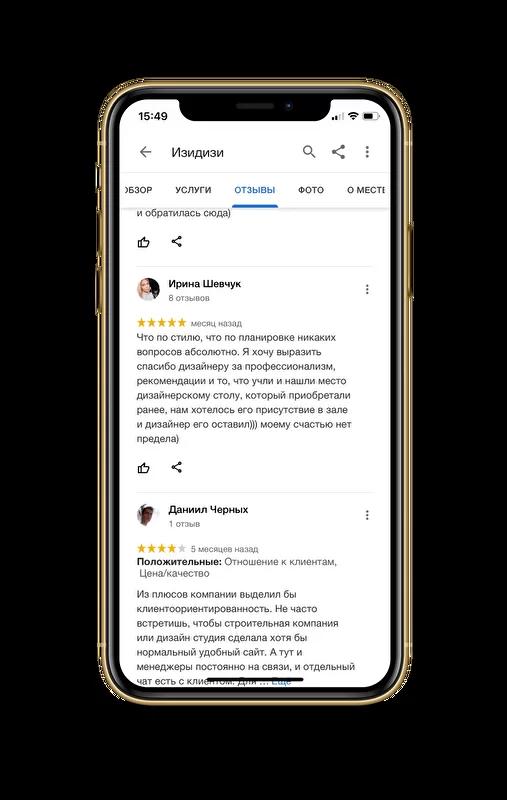 15:49
Изидизи
ОБЗОР УСЛУГИ ОТЗЫВЫ ФОТО О МЕСТЕ
и обратилась сюда)
Ирина Шевчук
8 отзывов
месяц назад
Что по стилю, что по планировке никаких
вопросов абсолютно. Я хочу выразить
спасибо дизайнеру за профессионализм,
рекомендации и то, что учли и нашли место
дизайнерскому столу, который приобретали
ранее, нам хотелось его присутствие в зале
и дизайнер его оставил))) моему счастью нет
предела)
Даниил Черных
1 отзыв
5 месяцев назад
Положительные: Отношение к клиентам,
Цена/качество
Из плюсов компании выделил бы
клиентоориентированность. Не часто
встретишь, чтобы строительная компания
или дизайн студия сделала хотя бы
нормальный удобный сайт. А тут и
менеджеры постоянно на связи, и отдельный
чат есть с клиентом. Для ... Ещё